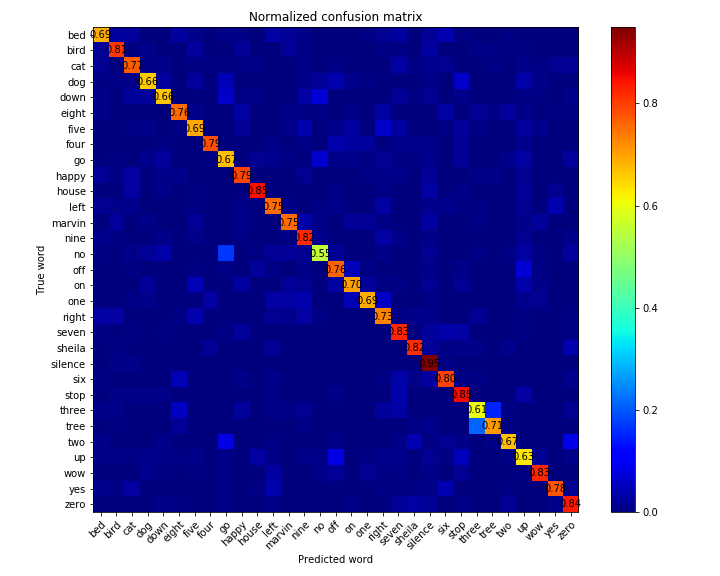 Normalized confusion matrix
bed 0.69
bird 0.81
cat 0.77
dog 0.66
down 0.66
eight 0.76
five 0.69
four 0.79
go 0.67
happy 0.79
house 0.85
left 0.75
marvin 0.75
nine 0.82
no 0.55
off 0.76
on 0.70
one 0.69
right 0.73
seven 0.83
sheila 0.82
silence 0.95
six 0.80
stop 0.85
three 0.61
tree 0.71
two 0.67
up 0.63
wow 0.83
yes 0.78
zero 0.84
True word
bed bird cat dog down eight five four go happy house left marvin nine no off on one right seven sheila silence six stop three tree two up wow yes zero
Predicted word
0.8
0.6
0.4
0.2
0.0